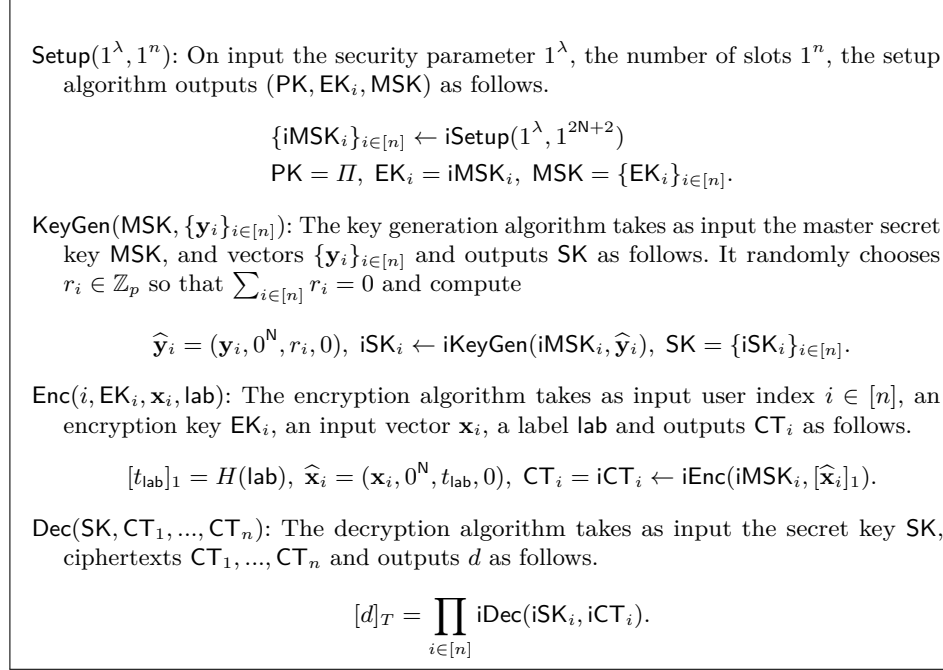 Setup(1^λ, 1^n): On input the security parameter 1^λ, the number of slots 1^n, the setup
algorithm outputs (PK, EK_i, MSK) as follows.
{iMSK_i}_{i∈[n]} ← iSetup(1^λ, 1^{2N+2})
PK = Π, EK_i = iMSK_i, MSK = {EK_i}_{i∈[n]}.
KeyGen(MSK, {y_i}_{i∈[n]}): The key generation algorithm takes as input the master secret
key MSK, and vectors {y_i}_{i∈[n]} and outputs SK as follows. It randomly chooses
r_i ∈ ℤ_p so that ∑_{i∈[n]} r_i = 0 and compute
ŷ_i = (y_i, 0^N, r_i, 0), iSK_i ← iKeyGen(iMSK_i, ŷ_i), SK = {iSK_i}_{i∈[n]}.
Enc(i, EK_i, x_i, lab): The encryption algorithm takes as input user index i ∈ [n], an
encryption key EK_i, an input vector x_i, a label lab and outputs CT_i as follows.
[t_lab]_1 = H(lab), x̂_i = (x_i, 0^N, t_lab, 0), CT_i = iCT_i ← iEnc(iMSK_i, [x̂_i]_1).
Dec(SK, CT_1, ..., CT_n): The decryption algorithm takes as input the secret key SK,
ciphertexts CT_1, ..., CT_n and outputs d as follows.
[d]_T = ∏_{i∈[n]} iDec(iSK_i, iCT_i).